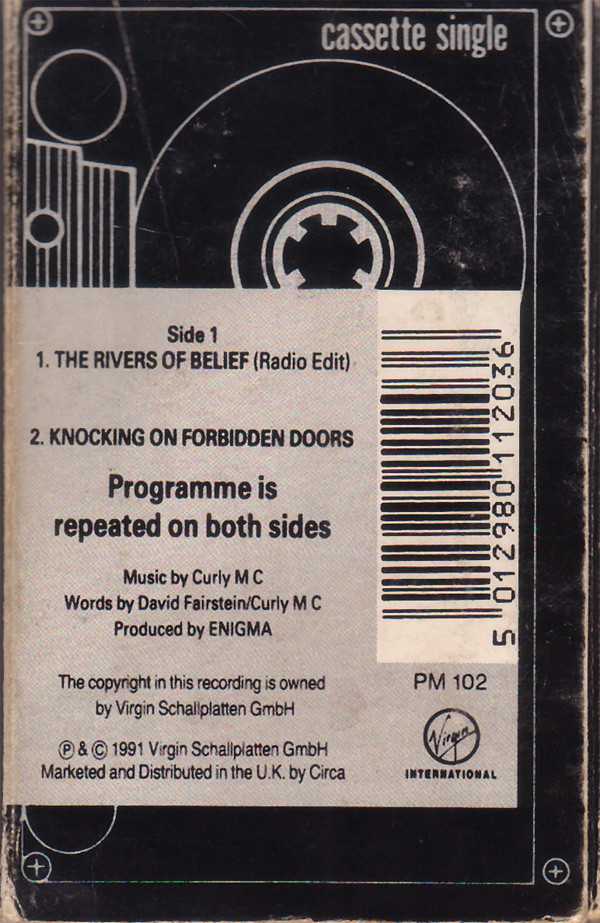 cassette single
Side 1
1. THE RIVERS OF BELIEF (Radio Edit)
2. KNOCKING ON FORBIDDEN DOORS
Programme is
repeated on both sides
Music by Curly M C
Words by David Fairstein/Curly M C
Produced by ENIGMA
The copyright in this recording is owned
by Virgin Schallplatten GmbH
Ⓟ & © 1991 Virgin Schallplatten GmbH
Marketed and Distributed in the U.K. by Circa
5 012980 112036
PM 102
Virgin
INTERNATIONAL